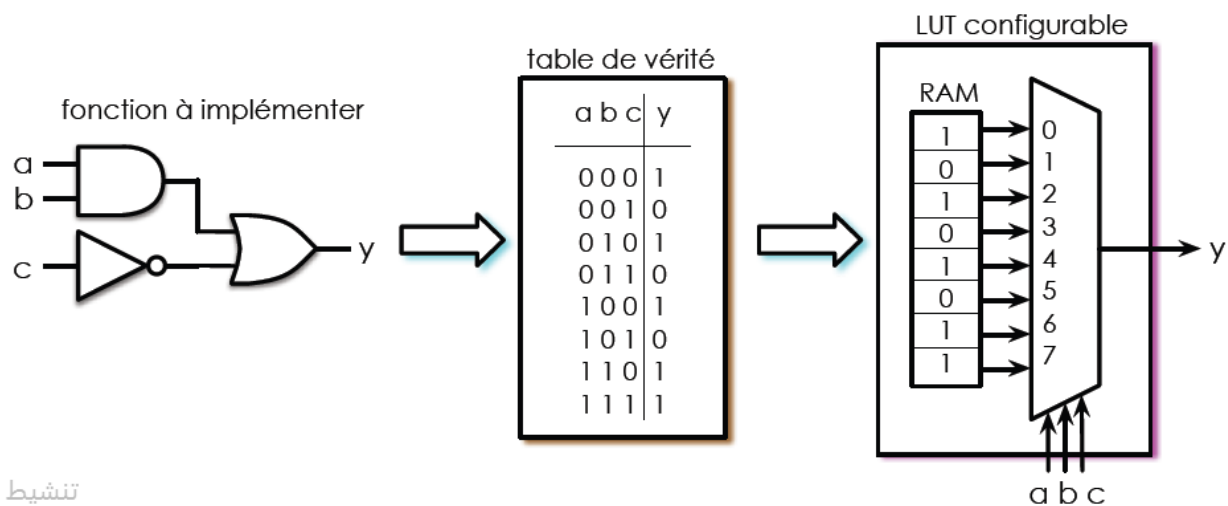 fonction à implémenter
a
b
c
y
table de vérité
a b c y
0 0 0 1
0 0 1 0
0 1 0 1
0 1 1 0
1 0 0 1
1 0 1 0
1 1 0 1
1 1 1 1
LUT configurable
RAM
1 0
0 1
1 2
0 3
1 4
0 5
1 6
1 7
y
a b c
تنشيط